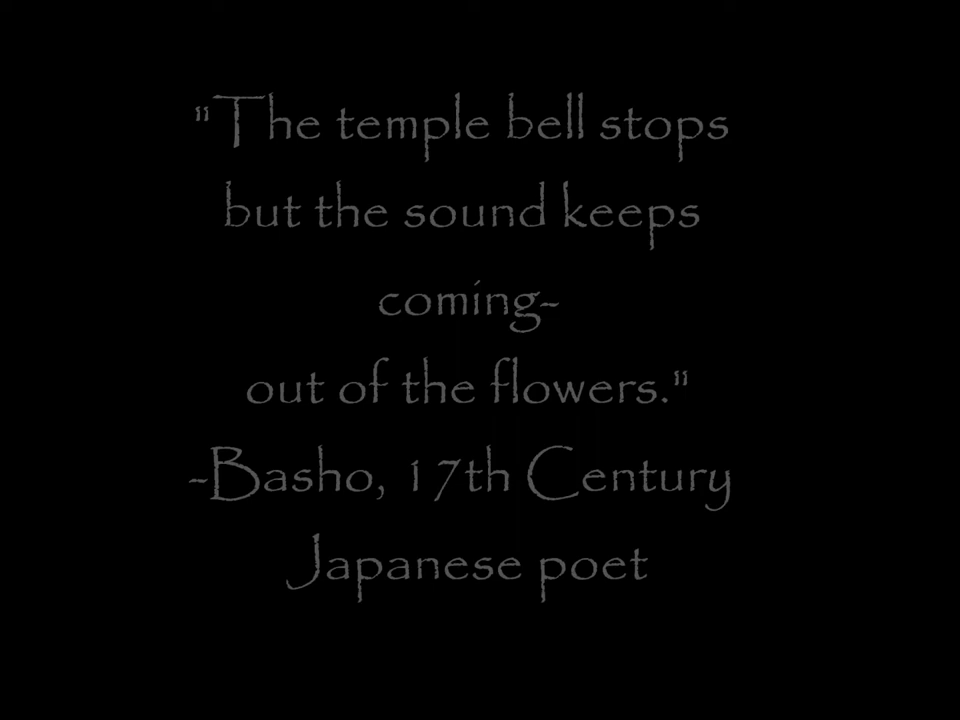 "The temple bell stops
but the sound keeps
coming-
out of the flowers."
-Basho, 17th Century
Japanese poet